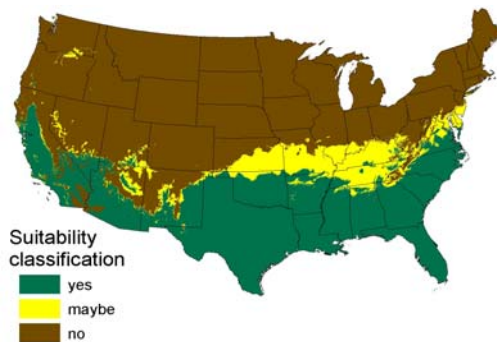 Suitability
classification
yes
maybe
no